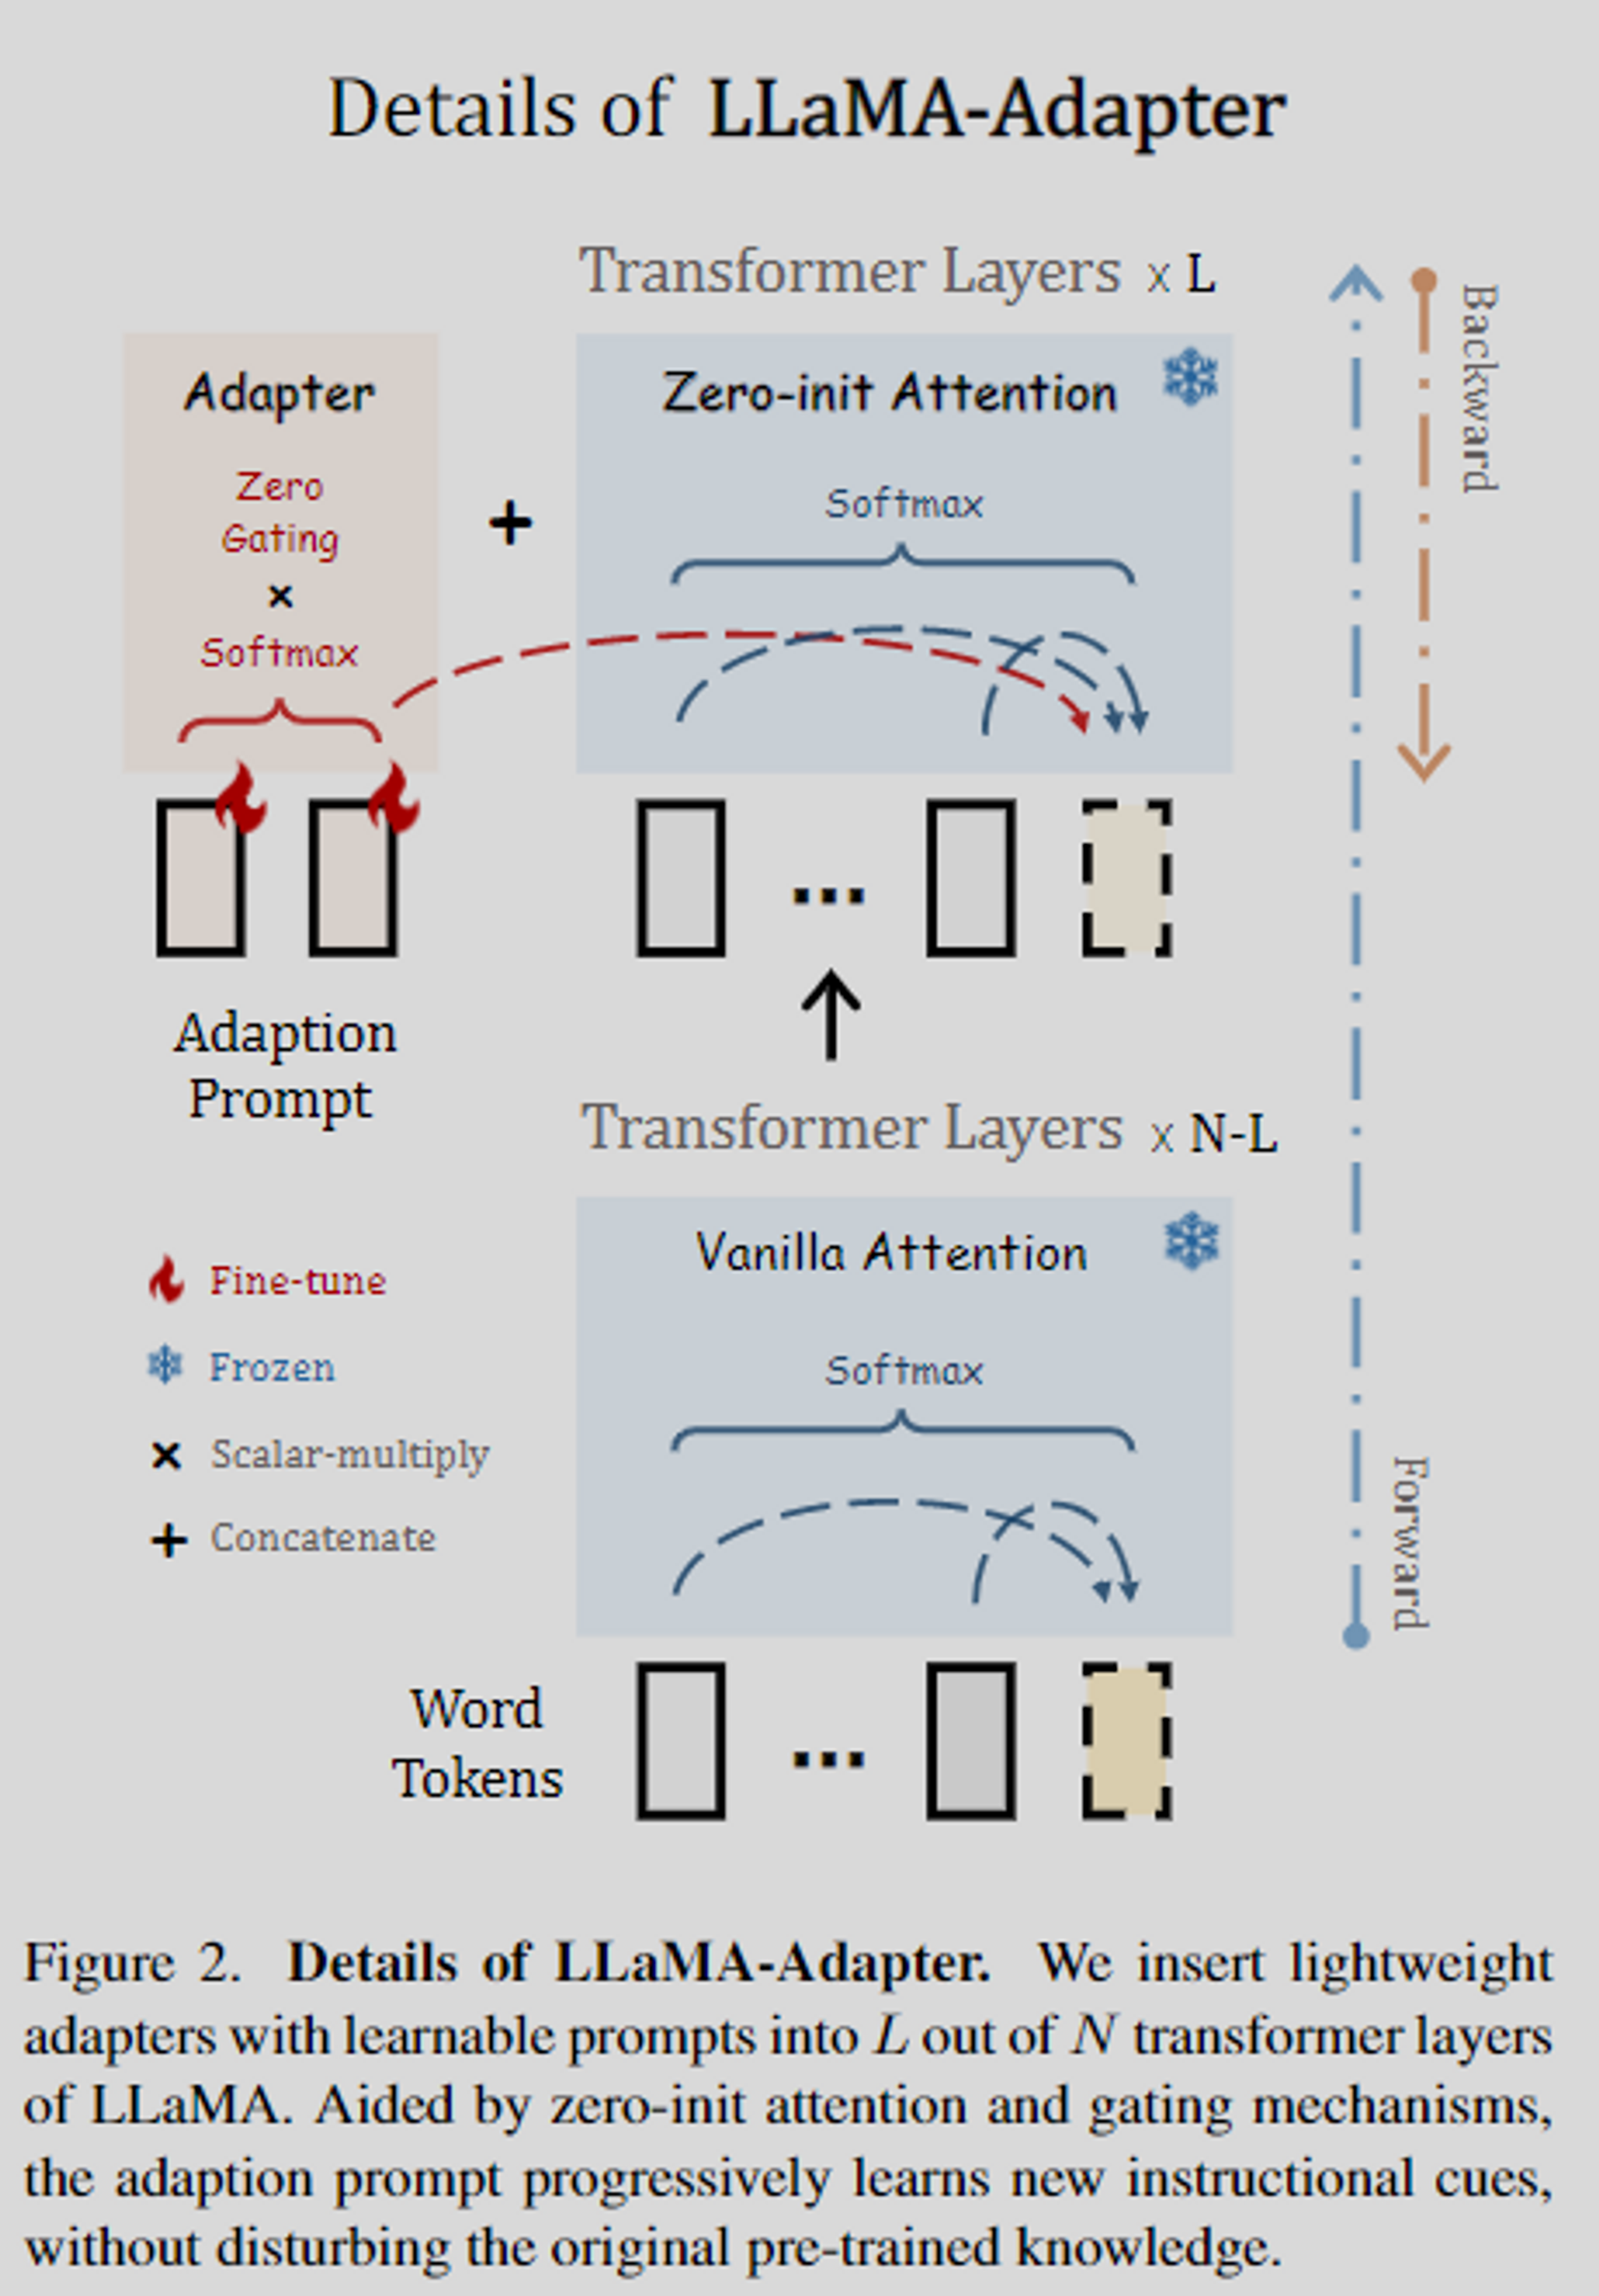 Details of LLaMA-Adapter
Transformer Layers x L
Backward
Adapter
Zero
Gating
×
Softmax
+
Zero-init Attention
Softmax
...
Adaption
Prompt
Transformer Layers x N-L
Vanilla Attention
Softmax
Fine-tune
Frozen
× Scalar-multiply
+ Concatenate
Forward
Word
Tokens
...
Figure 2. Details of LLaMA-Adapter. We insert lightweight
adapters with learnable prompts into L out of N transformer layers
of LLaMA. Aided by zero-init attention and gating mechanisms,
the adaption prompt progressively learns new instructional cues,
without disturbing the original pre-trained knowledge.